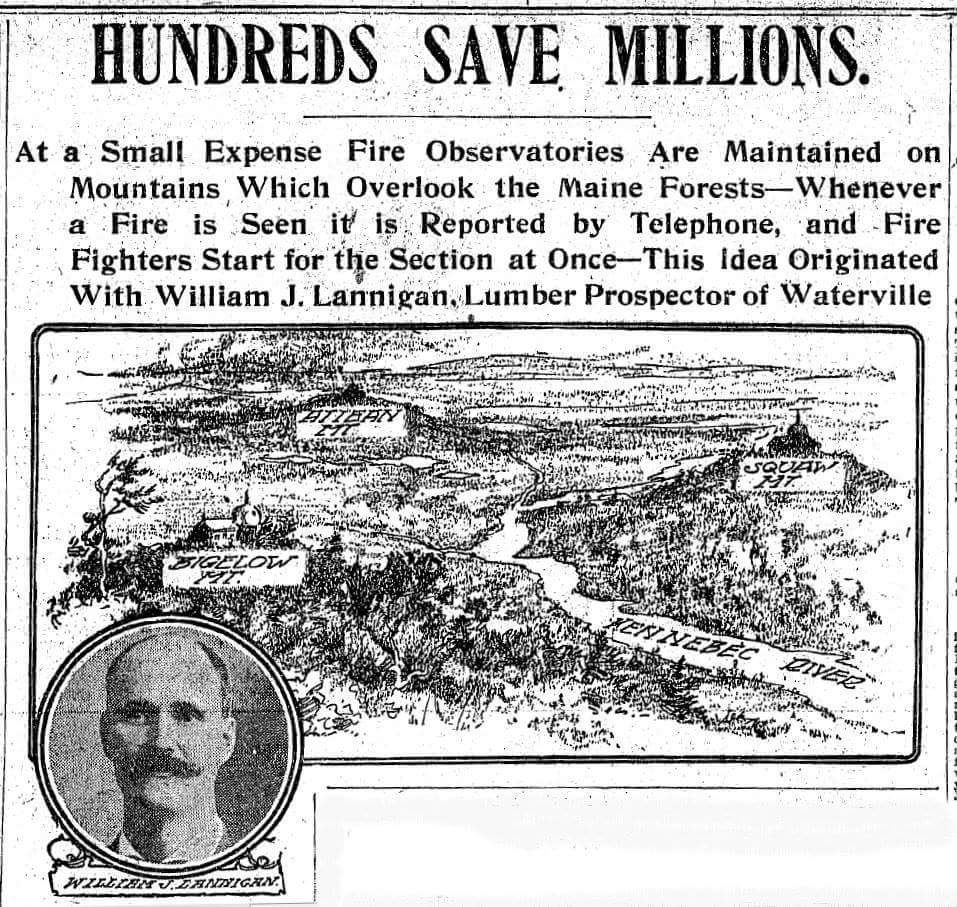 HUNDREDS SAVE MILLIONS.
At a Small Expense Fire Observatories Are Maintained on
Mountains Which Overlook the Maine Forests—Whenever
a Fire is Seen it is Reported by Telephone, and Fire
Fighters Start for the Section at Once—This Idea Originated
With William J. Lannigan, Lumber Prospector of Waterville
ATTEAN
MT.
SQUAW
MT
BIGELOW
MT.
KENNEBEC RIVER
WILLIAM J. LANNIGAN.